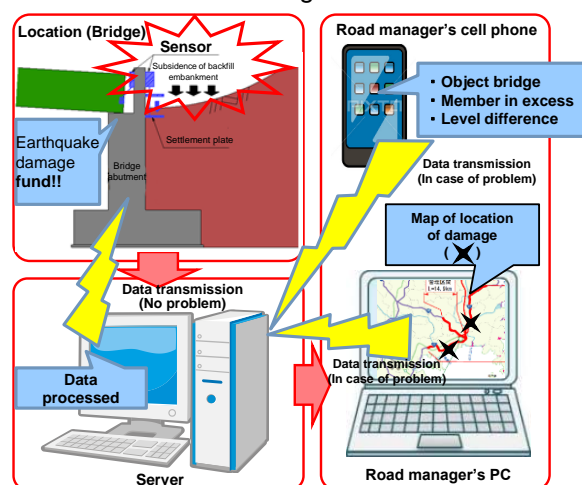 Location (Bridge)
Sensor
Subsidence of backfill
embankment
Settlement plate
Earthquake
damage
fund!!
Bridge
abutment
Road manager's cell phone
・Object bridge
・Member in excess
・Level difference
Data transmission
(In case of problem)
Map of location
of damage
( )
Data transmission
(No problem)
Data
processed
Server
L=14.5km
Data transmission
(In case of problem)
Road manager's PC